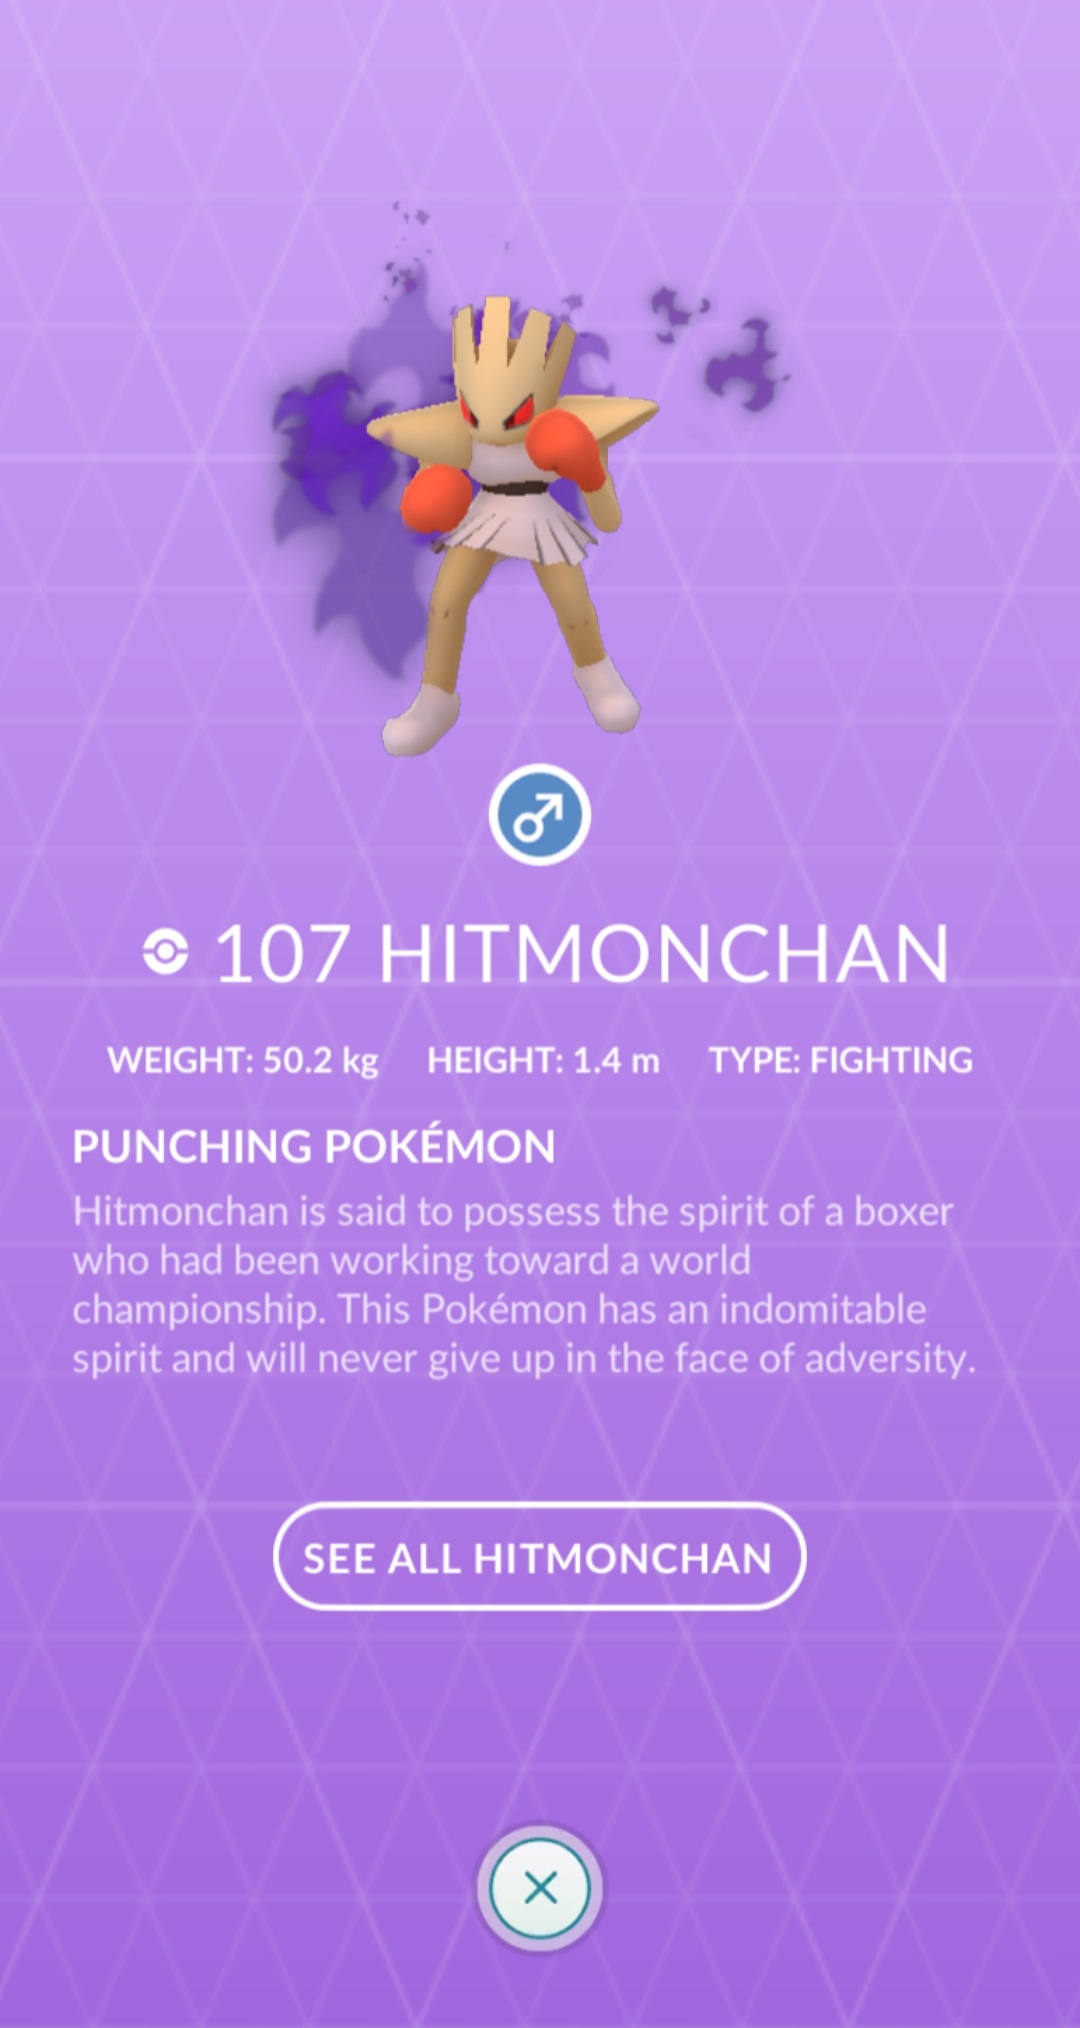 107 HITMONCHAN
WEIGHT: 50.2 kg HEIGHT: 1.4 m TYPE: FIGHTING
PUNCHING POKÉMON
Hitmonchan is said to possess the spirit of a boxer
who had been working toward a world
championship. This Pokémon has an indomitable
spirit and will never give up in the face of adversity.
SEE ALL HITMONCHAN